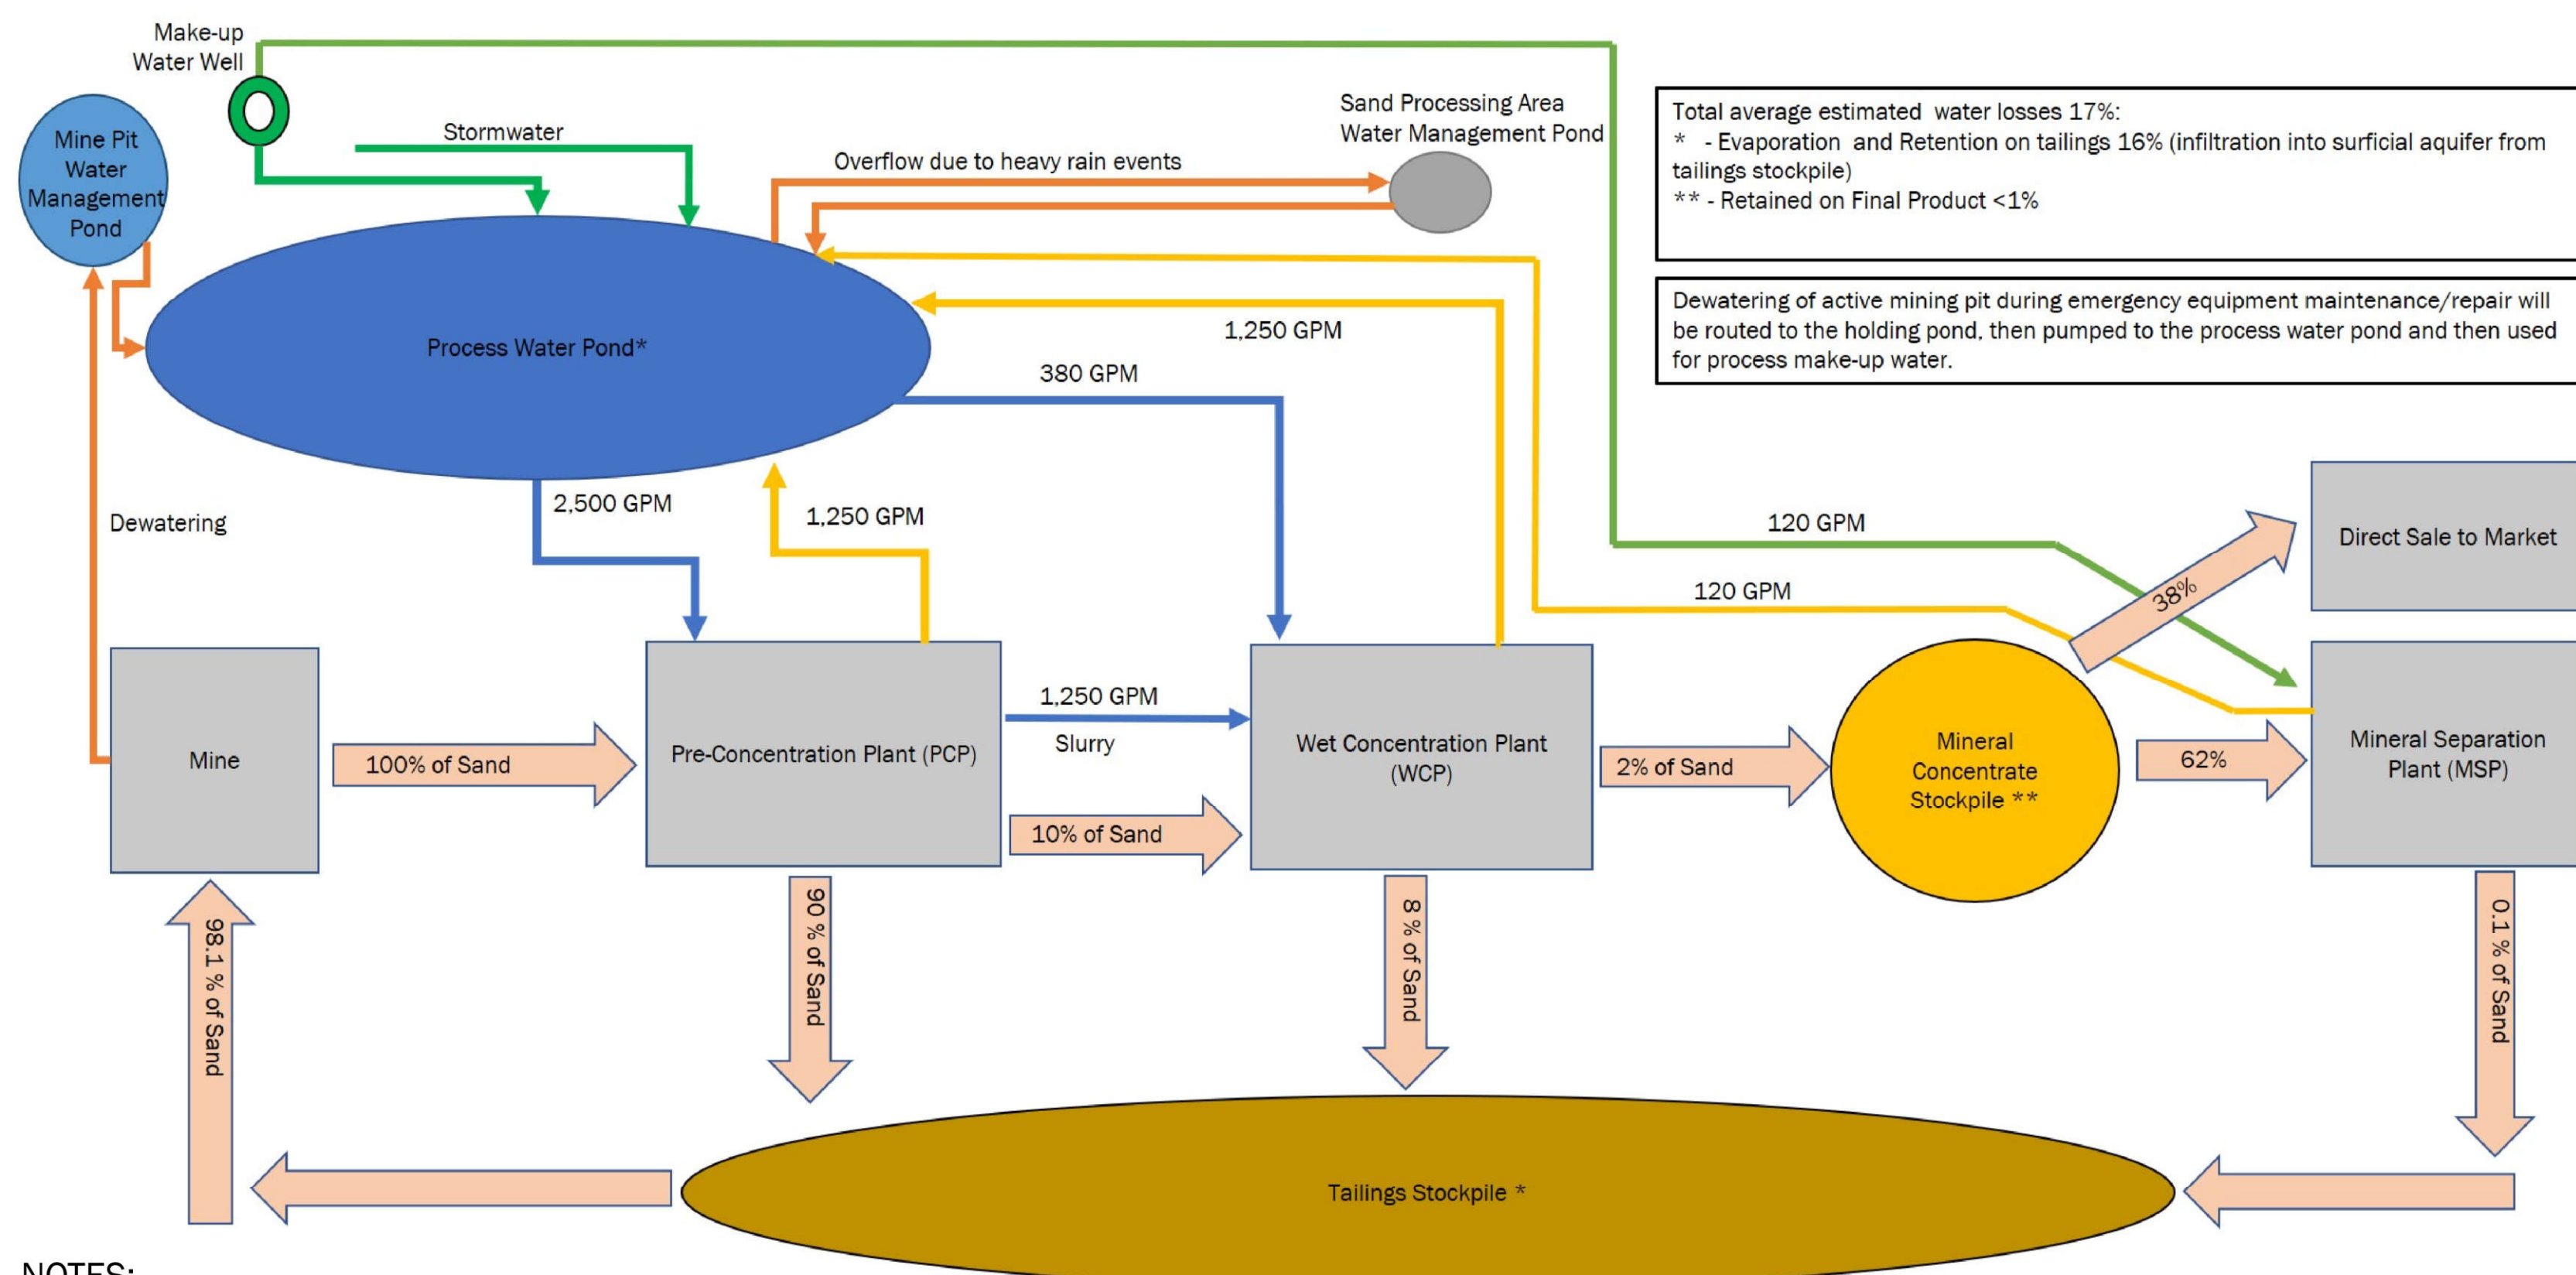 Make-up
Water Well
Mine Pit
Water
Management
Pond
Stormwater
Overflow due to heavy rain events
Sand Processing Area
Water Management Pond
Total average estimated water losses 17%:
* - Evaporation and Retention on tailings 16% (infiltration into surficial aquifer from
tailings stockpile)
** - Retained on Final Product <1%
Dewatering of active mining pit during emergency equipment maintenance/repair will
be routed to the holding pond, then pumped to the process water pond and then used
for process make-up water.
Process Water Pond*
1,250 GPM
380 GPM
2,500 GPM
1,250 GPM
Dewatering
120 GPM
120 GPM
38%
Direct Sale to Market
Mine
100% of Sand
Pre-Concentration Plant (PCP)
1,250 GPM
Slurry
10% of Sand
Wet Concentration Plant
(WCP)
2% of Sand
Mineral
Concentrate
Stockpile **
62%
Mineral Separation
Plant (MSP)
98.1 % of Sand
90 % of Sand
8 % of Sand
0.1 % of Sand
Tailings Stockpile *
NOTES: